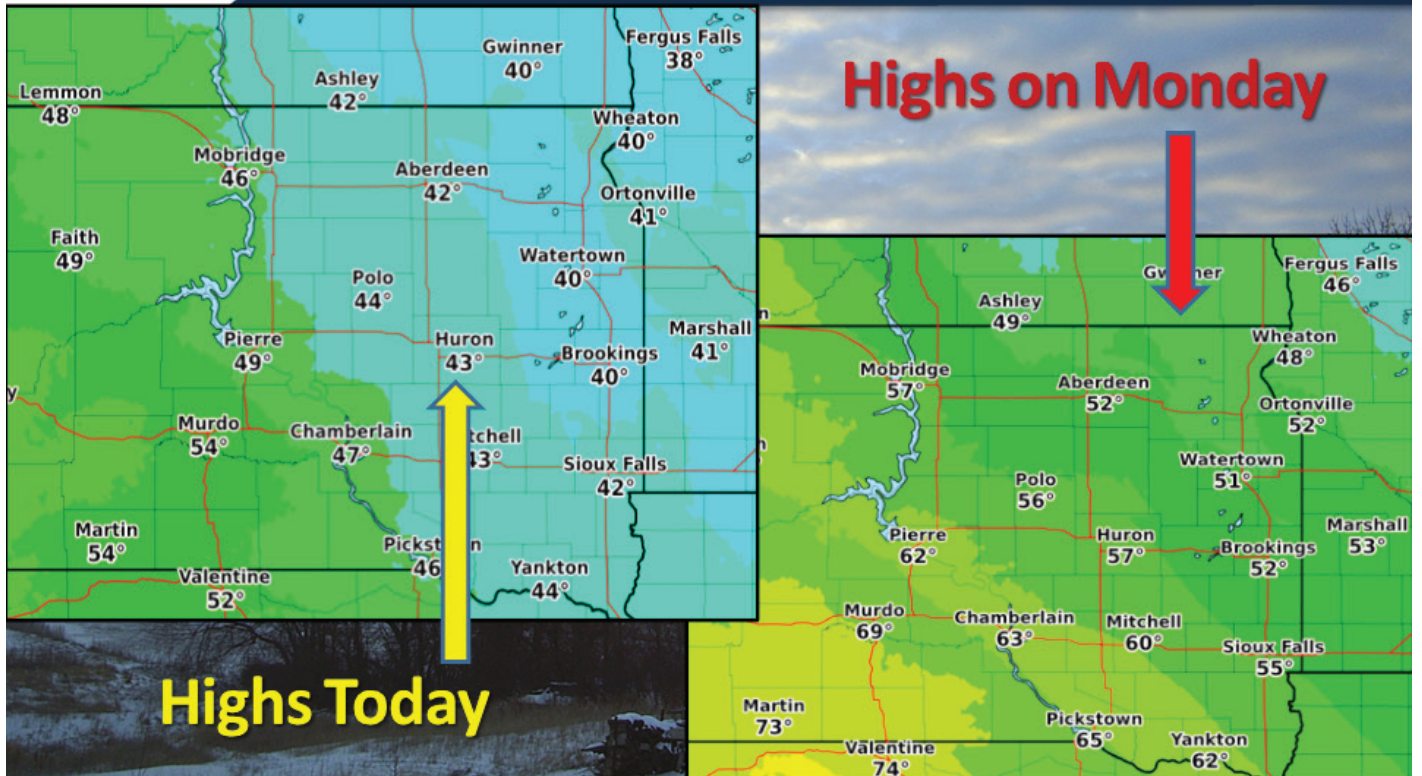 Gwinner
40°
Fergus Falls
38°
Ashley
42°
Lemmon
48°
Wheaton
40°
Mobridge
46°
Aberdeen
42°
Ortonville
41°
Faith
49°
Watertown
40°
Polo
44°
Pierre
49°
Huron
43°
Marshall
41°
Brookings
40°
Murdo
54°
Chamberlain
47°
43°
Sioux Falls
42°
Martin
54°
46
Yankton
44°
Valentine
52°
Highs Today
Highs on Monday
Fergus Falls
46°
Ashley
49°
Wheaton
48°
Mobridge
57°
Aberdeen
52°
Ortonville
52°
Watertown
51°
Polo
56°
Pierre
62°
Huron
57°
Marshall
53°
Brookings
52°
Murdo
69°
Chamberlain
63°
Mitchell
60°
Sioux Falls
55°
Martin
73°
Pickstown
65°
Yankton
62°
Valentine
74°